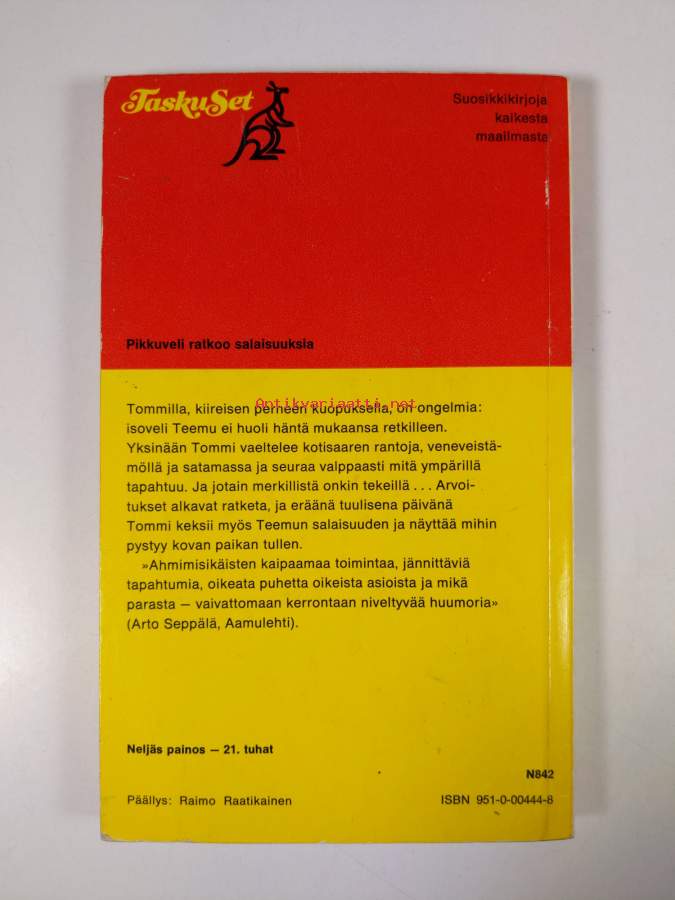 TaskuSet
Suosikkikirjoja
kaikesta
maailmasta
Pikkuveli ratkoo salaisuuksia
Antikvariaatti.net
Tommilla, kiireisen perheen kuopuksella, on ongelmia:
isoveli Teemu ei huoli häntä mukaansa retkilleen.
Yksinään Tommi vaeltelee kotisaaren rantoja, veneveistä-
möllä ja satamassa ja seuraa valppaasti mitä ympärillä
tapahtuu. Ja jotain merkillistä onkin tekeillä ... Arvoi-
tukset alkavat ratketa, ja eräänä tuulisena päivänä
Tommi keksii myös Teemun salaisuuden ja näyttää mihin
pystyy kovan paikan tullen.
»Ahmimisikäisten kaipaamaa toimintaa, jännittäviä
tapahtumia, oikeata puhetta oikeista asioista ja mikä
parasta – vaivattomaan kerrontaan niveltyvää huumoria»
(Arto Seppälä, Aamulehti).
Neljäs painos – 21. tuhat
N842
Päällys: Raimo Raatikainen
ISBN 951-0-00444-8